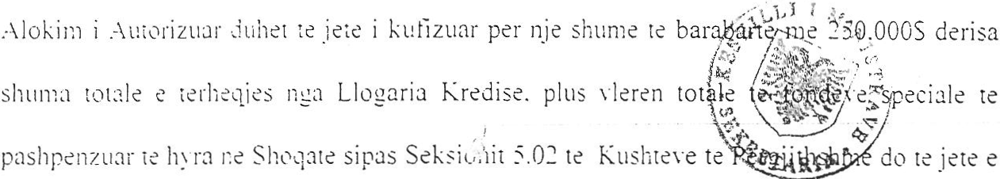 Alokim i Autorizuar duhet te jete i kufizuar per nje shume te barabarte me 250.000S derisa
shuma totale e terheqjes nga Llogaria Kredise. plus vleren totale te fondeve speciale te
pashpenzuar te hyra ne Shoqate sipas Seksionit 5.02 te Kushteve te Pergjithshme do te jete e